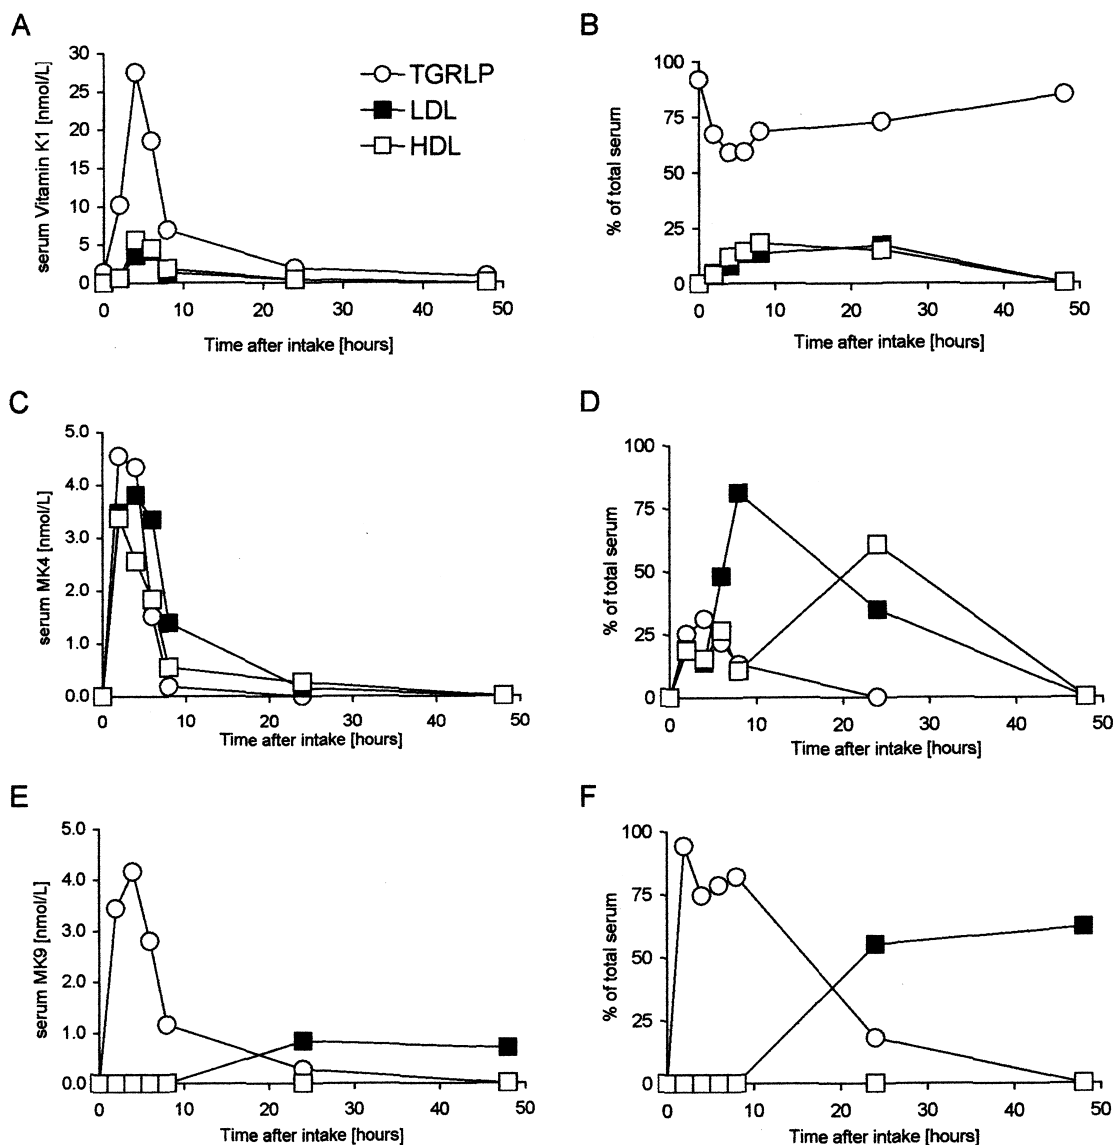 A
serum Vitamin K1 [nmol/L]
30
25
20
15
10
5
0
0 10 20 30 40 50
Time after intake [hours]
TGRLP
LDL
HDL
B
% of total serum
100
75
50
25
0
0 10 20 30 40 50
Time after intake [hours]
C
serum MK4 [nmol/L]
5.0
4.0
3.0
2.0
1.0
0.0
0 10 20 30 40 50
Time after intake [hours]
D
% of total serum
100
75
50
25
0
0 10 20 30 40 50
Time after intake [hours]
E
serum MK9 [nmol/L]
5.0
4.0
3.0
2.0
1.0
0.0
0 10 20 30 40 50
Time after intake [hours]
F
% of total serum
100
75
50
25
0
0 10 20 30 40 50
Time after intake [hours]